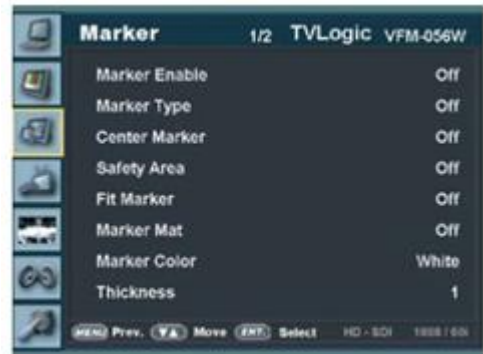 Marker 1/2 TVLogic VFM-056W
Marker Enable Off
Marker Type Off
Center Marker Off
Safety Area Off
Fit Marker Off
Marker Mat Off
Marker Color White
Thickness 1
MENU Prev. ▼▲ Move ENT. Select HD - SDI